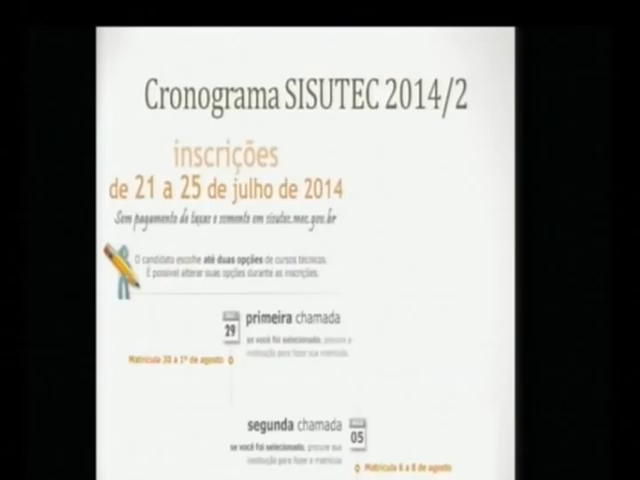 Cronograma SISUTEC 2014/2
inscrições
de 21 a 25 de julho de 2014
Sem pagamento de taxas e somente em sisutec.mec.gov.br
O candidato escolhe até duas opções de cursos técnicos.
É possível alterar suas opções durante as inscrições.
29
primeira chamada
se você foi selecionado, procure a
instituição para fazer sua matrícula.
Matrícula 30 a 1º de agosto
segunda chamada
05
se você foi selecionado, procure sua
instituição para fazer a matrícula
Matrícula 6 a 8 de agosto